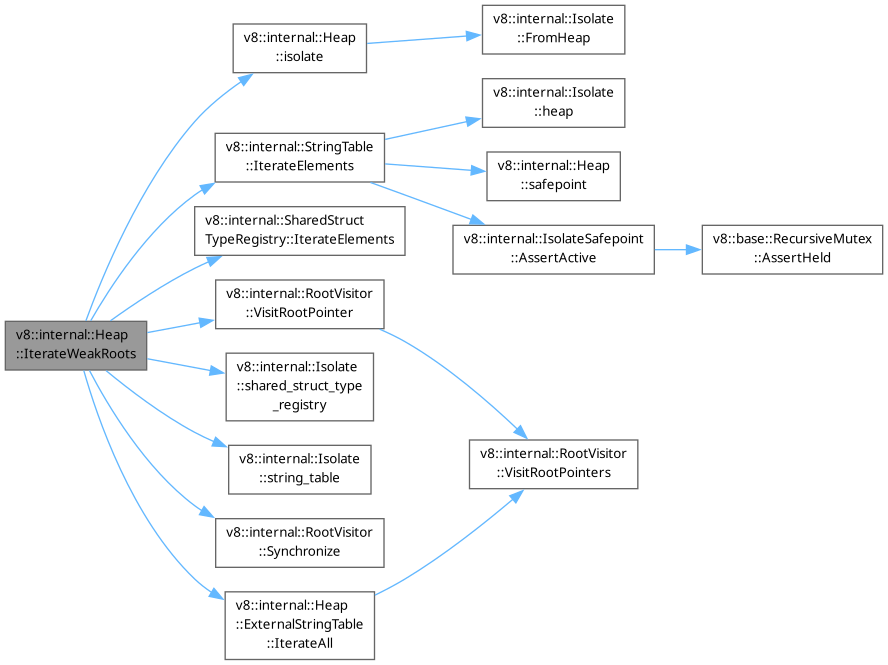 v8::internal::Heap
::IterateWeakRoots
v8::internal::Heap
::isolate
v8::internal::Isolate
::FromHeap
v8::internal::StringTable
::IterateElements
v8::internal::Isolate
::heap
v8::internal::Heap
::safepoint
v8::internal::IsolateSafepoint
::AssertActive
v8::base::RecursiveMutex
::AssertHeld
v8::internal::SharedStruct
TypeRegistry::IterateElements
v8::internal::RootVisitor
::VisitRootPointer
v8::internal::RootVisitor
::VisitRootPointers
v8::internal::Isolate
::shared_struct_type
_registry
v8::internal::Isolate
::string_table
v8::internal::RootVisitor
::Synchronize
v8::internal::Heap
::ExternalStringTable
::IterateAll